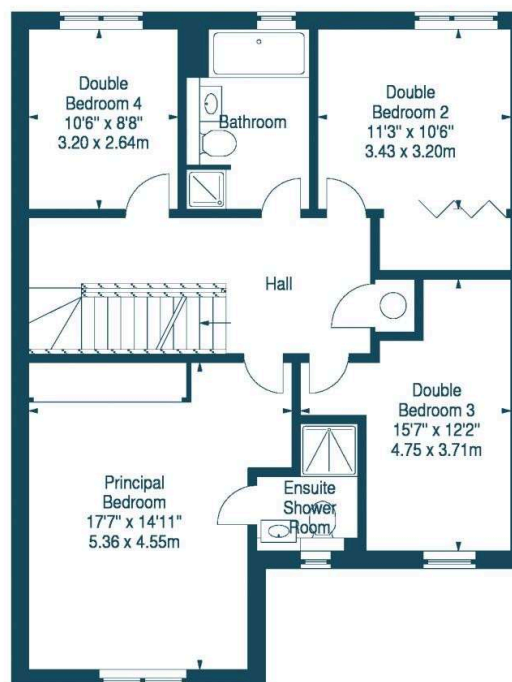 Double
Bedroom 4
10'6" x 8'8"
3.20 x 2.64m
Bathroom
Double
Bedroom 2
11'3" x 10'6"
3.43 x 3.20m
Hall
Double
Bedroom 3
15'7" x 12'2"
4.75 x 3.71m
Principal
Bedroom
17'7" x 14'11"
5.36 x 4.55m
Ensuite
Shower
Room